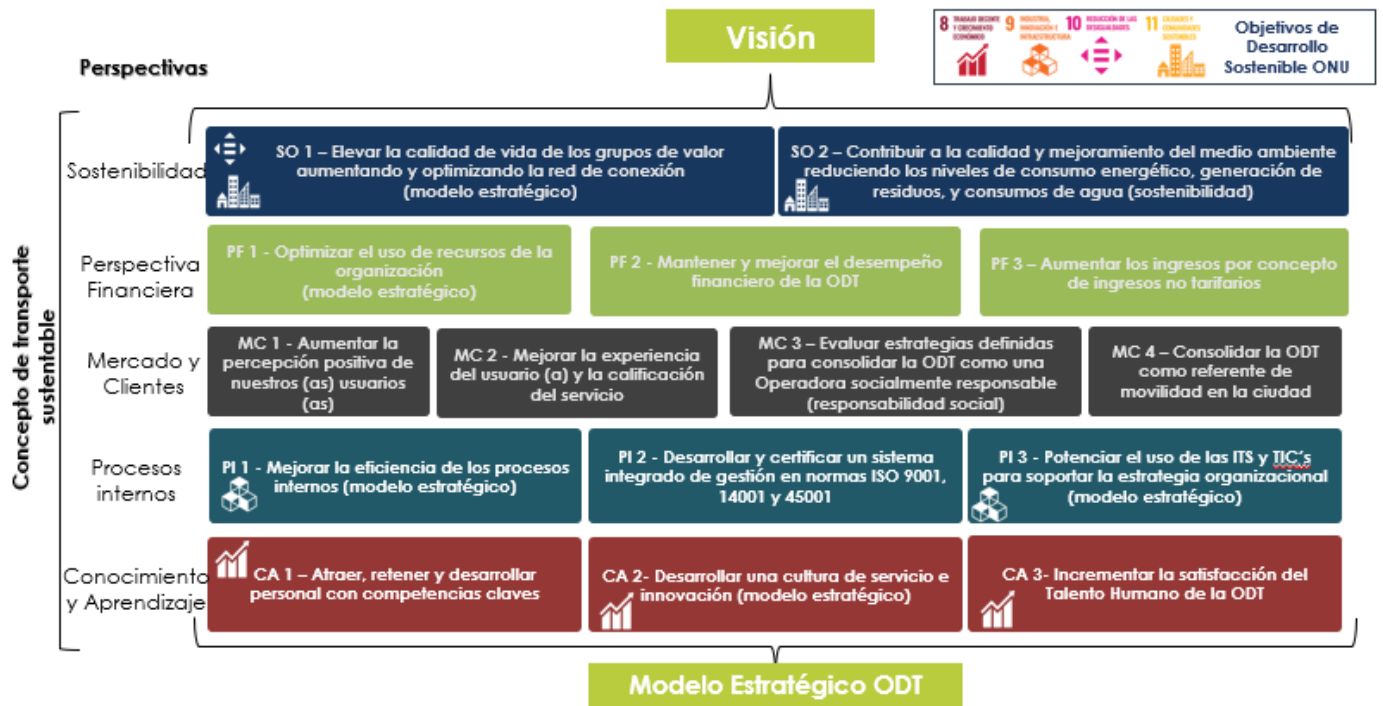 Visión
8 TRABAJO DECENTE
Y CRECIMIENTO
ECONÓMICO
9 INDUSTRIA,
INNOVACIÓN E
INFRAESTRUCTURA
10 REDUCCIÓN DE LAS
DESIGUALDADES
11 CIUDADES Y
COMUNIDADES
SOSTENIBLES
Objetivos de
Desarrollo
Sostenible ONU
Perspectivas
Concepto de transporte
sustentable
Sostenibilidad
SO 1 – Elevar la calidad de vida de los grupos de valor
aumentando y optimizando la red de conexión
(modelo estratégico)
SO 2 – Contribuir a la calidad y mejoramiento del medio ambiente
reduciendo los niveles de consumo energético, generación de
residuos, y consumos de agua (sostenibilidad)
Perspectiva
Financiera
PF 1 - Optimizar el uso de recursos de la
organización
(modelo estratégico)
PF 2 - Mantener y mejorar el desempeño
financiero de la ODT
PF 3 – Aumentar los ingresos por concepto
de ingresos no tarifarios
Mercado y
Clientes
MC 1 - Aumentar la
percepción positiva de
nuestros (as) usuarios
(as)
MC 2 - Mejorar la experiencia
del usuario (a) y la calificación
del servicio
MC 3 – Evaluar estrategias definidas
para consolidar la ODT como una
Operadora socialmente responsable
(responsabilidad social)
MC 4 – Consolidar la ODT
como referente de
movilidad en la ciudad
Procesos
internos
PI 1 - Mejorar la eficiencia de los procesos
internos (modelo estratégico)
PI 2 - Desarrollar y certificar un sistema
integrado de gestión en normas ISO 9001,
14001 y 45001
PI 3 - Potenciar el uso de las ITS y TIC´s
para soportar la estrategia organizacional
(modelo estratégico)
Conocimiento
y Aprendizaje
CA 1 – Atraer, retener y desarrollar
personal con competencias claves
CA 2- Desarrollar una cultura de servicio e
innovación (modelo estratégico)
CA 3- Incrementar la satisfacción del
Talento Humano de la ODT
Modelo Estratégico ODT